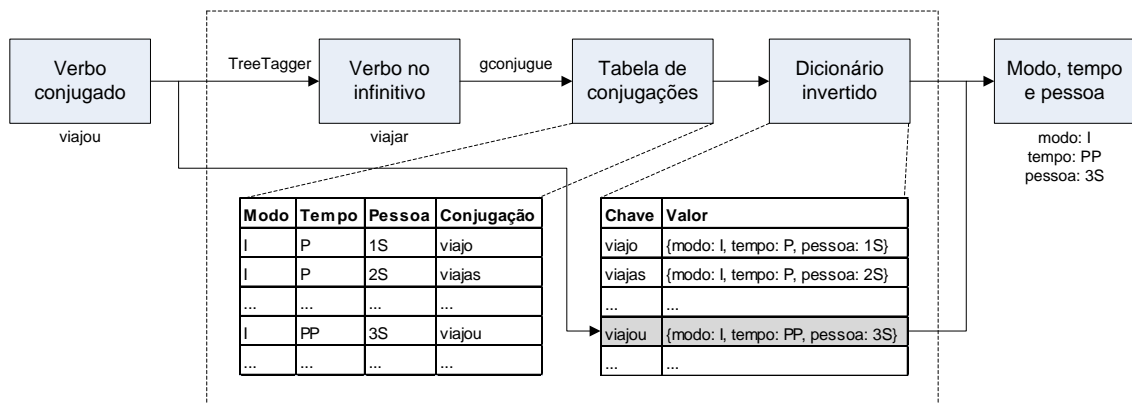 Verbo
conjugado
viajou
TreeTagger
Verbo no
infinitivo
viajar
gconjugue
Tabela de
conjugações
Dicionário
invertido
Modo, tempo
e pessoa
modo: I
tempo: PP
pessoa: 3S
Modo Tempo Pessoa Conjugação
I P 1S viajo
I P 2S viajas
... ... ... ...
I PP 3S viajou
... ... ... ...
Chave Valor
viajo {modo: I, tempo: P, pessoa: 1S}
viajas {modo: I, tempo: P, pessoa: 2S}
... ...
viajou {modo: I, tempo: PP, pessoa: 3S}
... ...